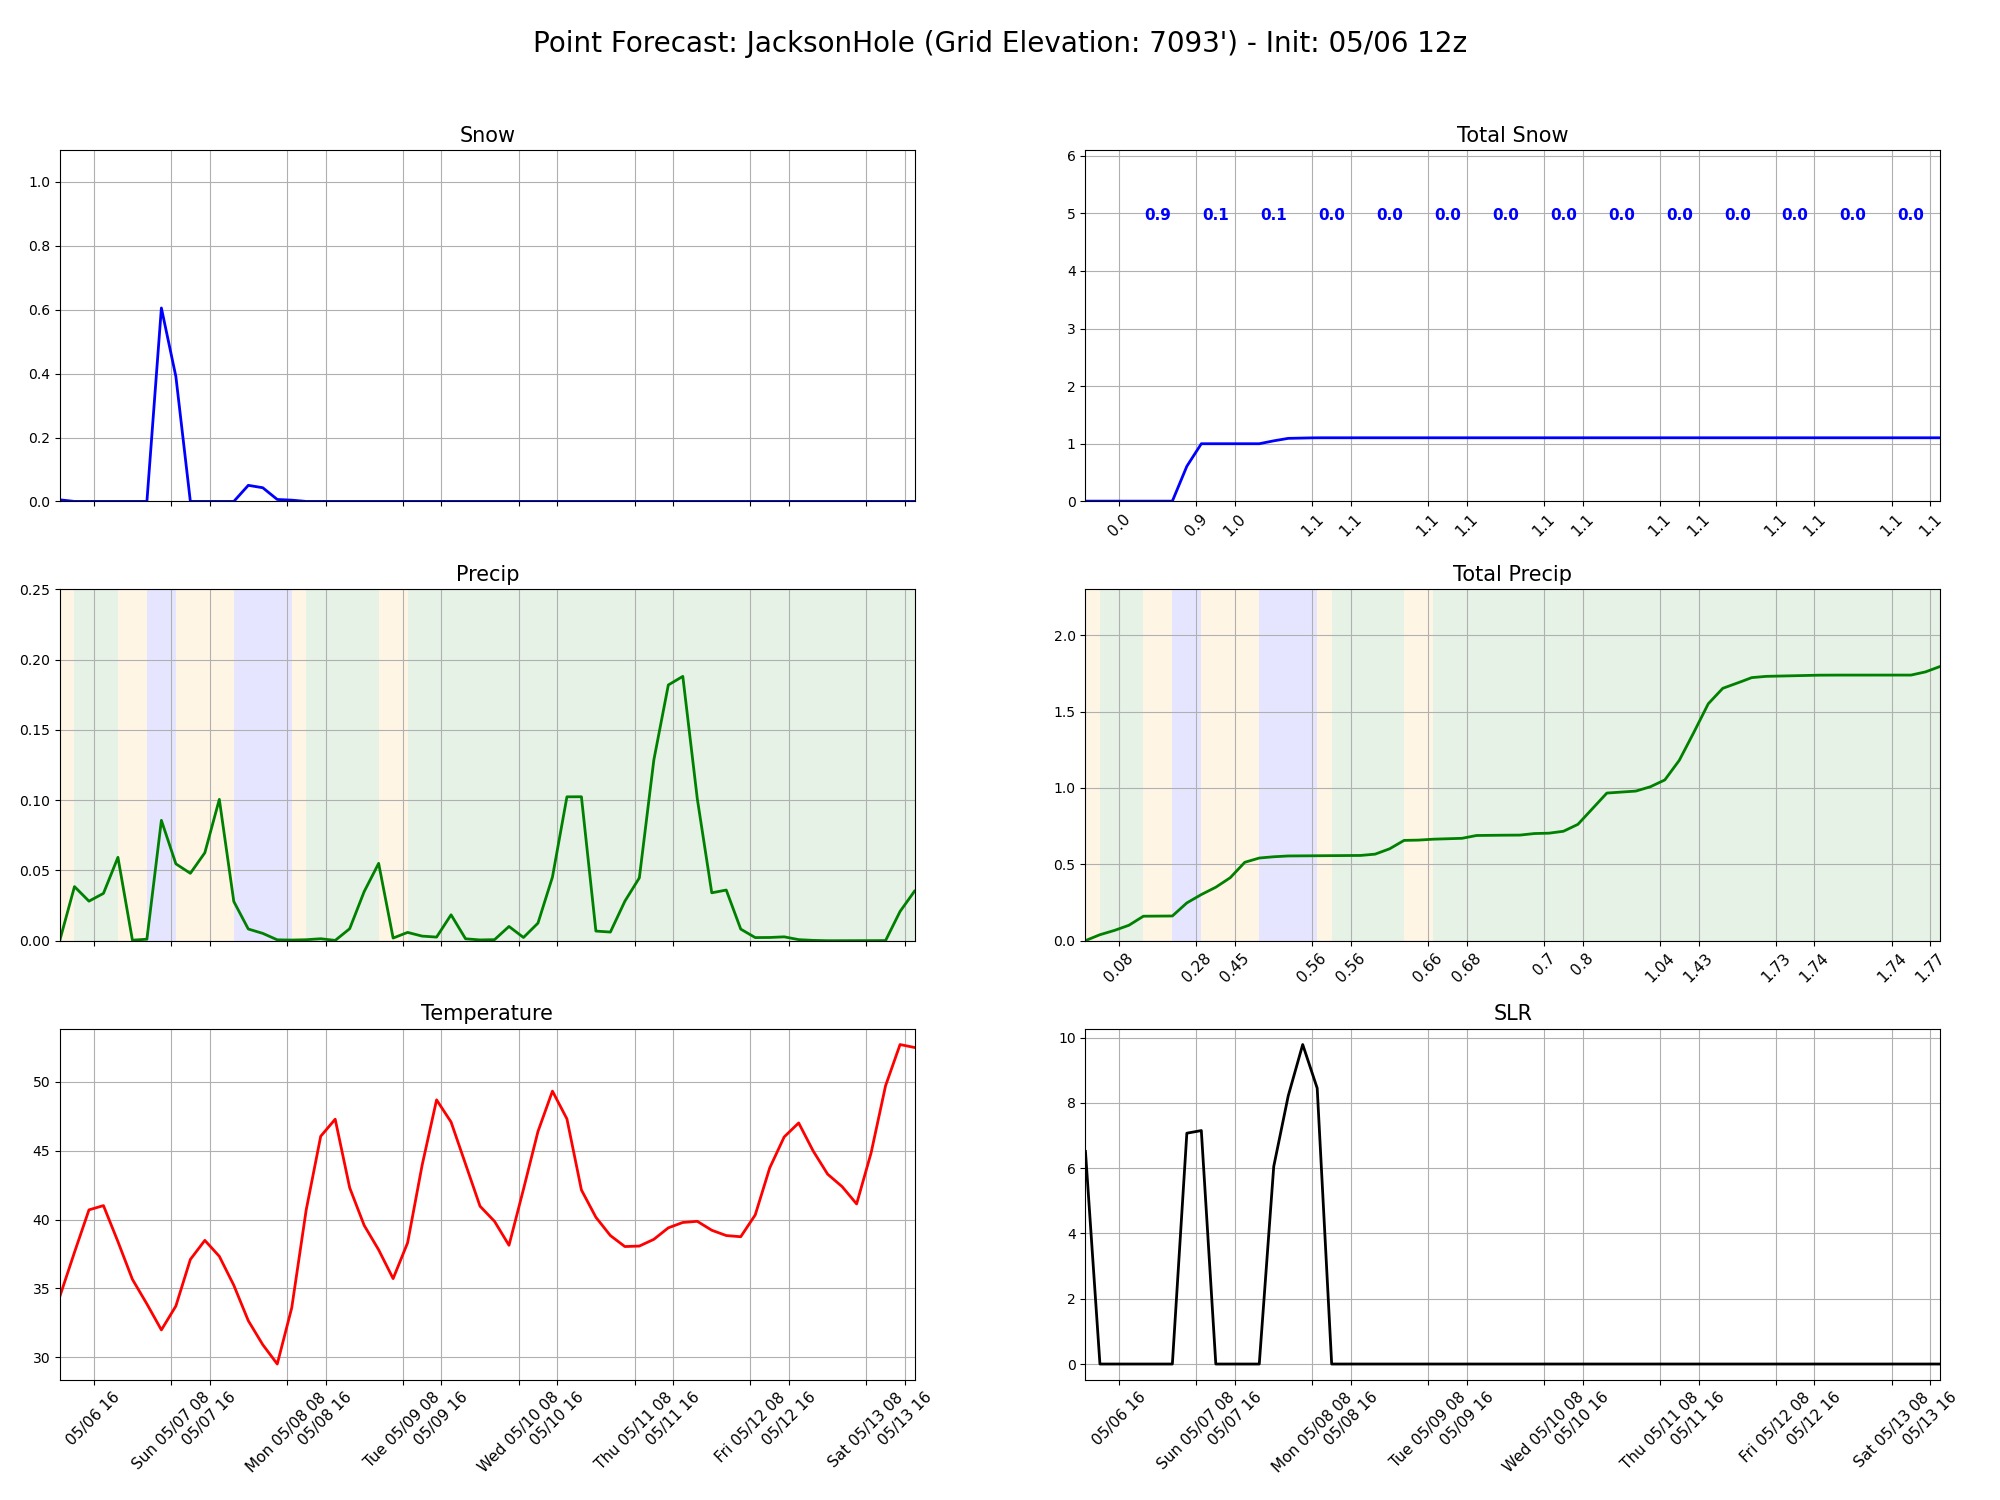 Point Forecast: JacksonHole (Grid Elevation: 7093') - Init: 05/06 12z
Snow
1.0
0.8
0.6
0.4
0.2
0.0
Total Snow
6
5
4
3
2
1
0
0.9 0.1 0.1 0.0 0.0 0.0 0.0 0.0 0.0 0.0 0.0 0.0 0.0 0.0
0.0 0.9 1.0 1.1 1.1 1.1 1.1 1.1 1.1 1.1 1.1 1.1 1.1 1.1 1.1
Precip
0.25
0.20
0.15
0.10
0.05
0.00
Total Precip
2.0
1.5
1.0
0.5
0.0
0.08 0.28 0.45 0.56 0.56 0.66 0.68 0.7 0.8 1.04 1.43 1.73 1.74 1.74 1.77
Temperature
50
45
40
35
30
05/06 16
Sun 05/07 08
05/07 16
Mon 05/08 08
05/08 16
Tue 05/09 08
05/09 16
Wed 05/10 08
05/10 16
Thu 05/11 08
05/11 16
Fri 05/12 08
05/12 16
Sat 05/13 08
05/13 16
SLR
10
8
6
4
2
0
05/06 16
Sun 05/07 08
05/07 16
Mon 05/08 08
05/08 16
Tue 05/09 08
05/09 16
Wed 05/10 08
05/10 16
Thu 05/11 08
05/11 16
Fri 05/12 08
05/12 16
Sat 05/13 08
05/13 16